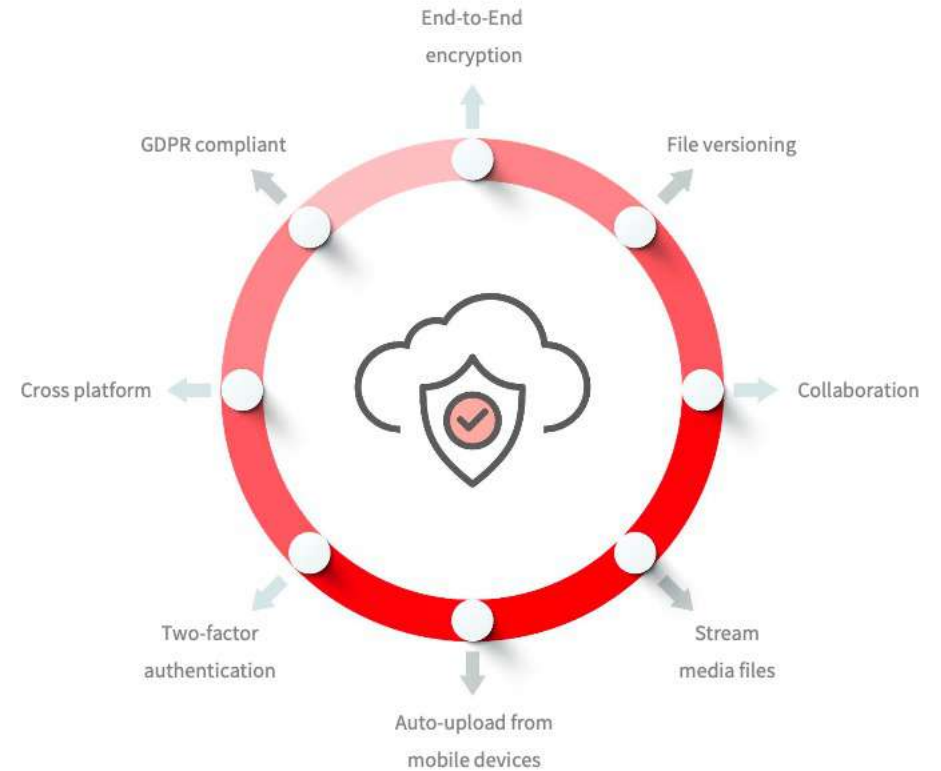 End-to-End
encryption
GDPR compliant
File versioning
Cross platform
Collaboration
Two-factor
authentication
Stream
media files
Auto-upload from
mobile devices